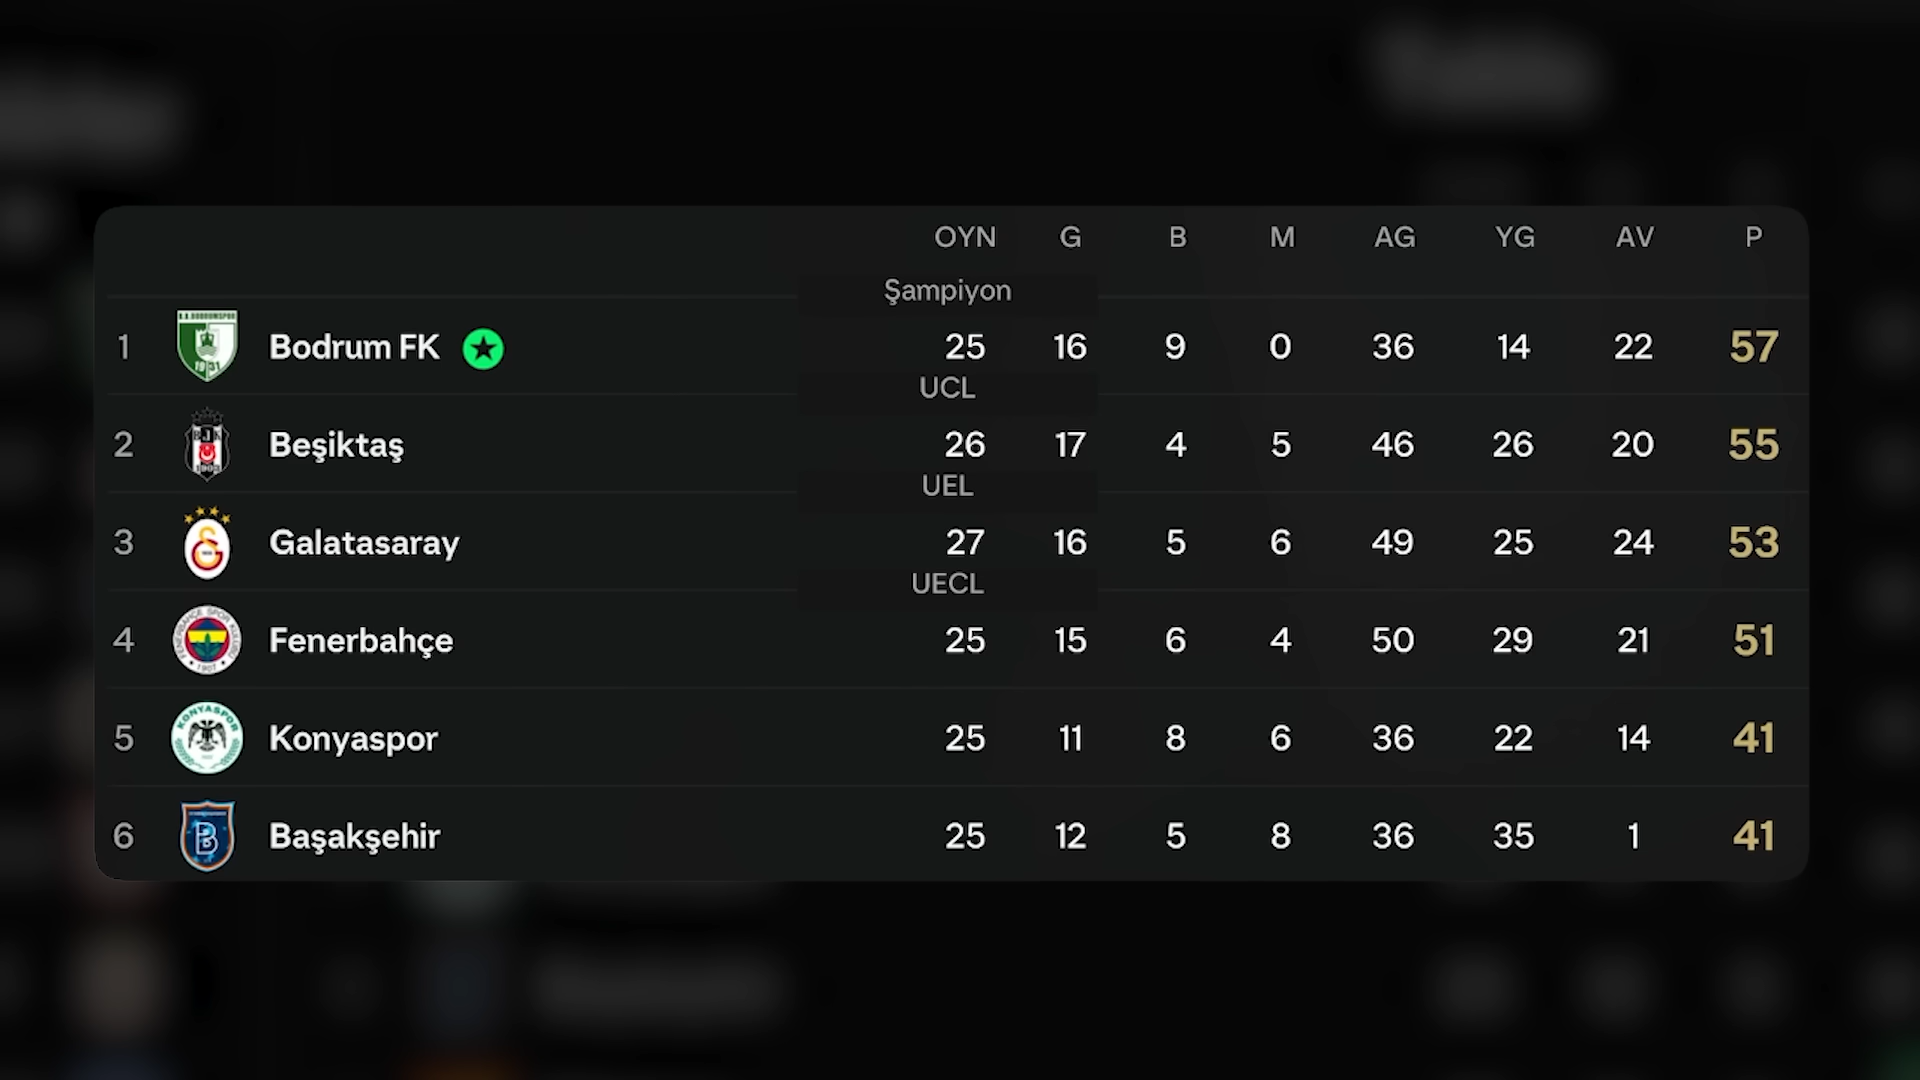 OYN G B M AG YG AV P
Şampiyon
1 Bodrum FK 25 16 9 0 36 14 22 57
UCL
2 Beşiktaş 26 17 4 5 46 26 20 55
UEL
3 Galatasaray 27 16 5 6 49 25 24 53
UECL
4 Fenerbahçe 25 15 6 4 50 29 21 51
5 Konyaspor 25 11 8 6 36 22 14 41
6 Başakşehir 25 12 5 8 36 35 1 41